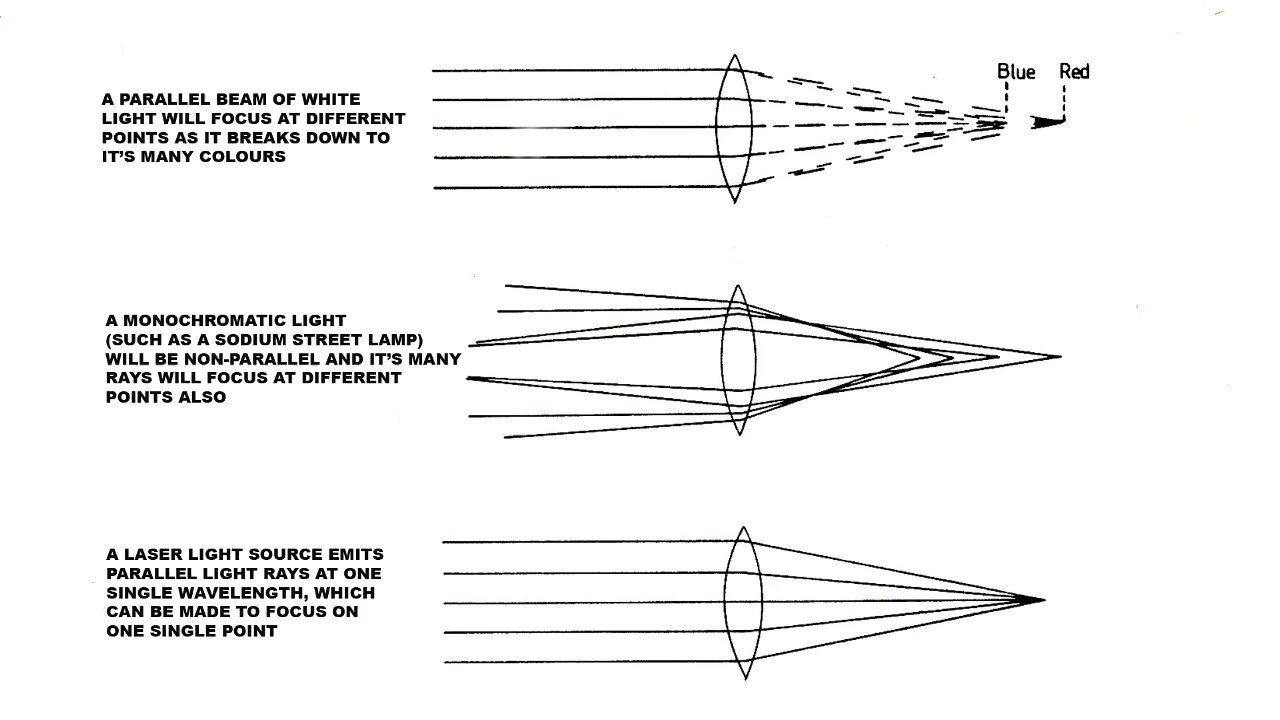 Blue Red
A PARALLEL BEAM OF WHITE
LIGHT WILL FOCUS AT DIFFERENT
POINTS AS IT BREAKS DOWN TO
IT'S MANY COLOURS
A MONOCHROMATIC LIGHT
(SUCH AS A SODIUM STREET LAMP)
WILL BE NON-PARALLEL AND IT'S MANY
RAYS WILL FOCUS AT DIFFERENT
POINTS ALSO
A LASER LIGHT SOURCE EMITS
PARALLEL LIGHT RAYS AT ONE
SINGLE WAVELENGTH, WHICH
CAN BE MADE TO FOCUS ON
ONE SINGLE POINT